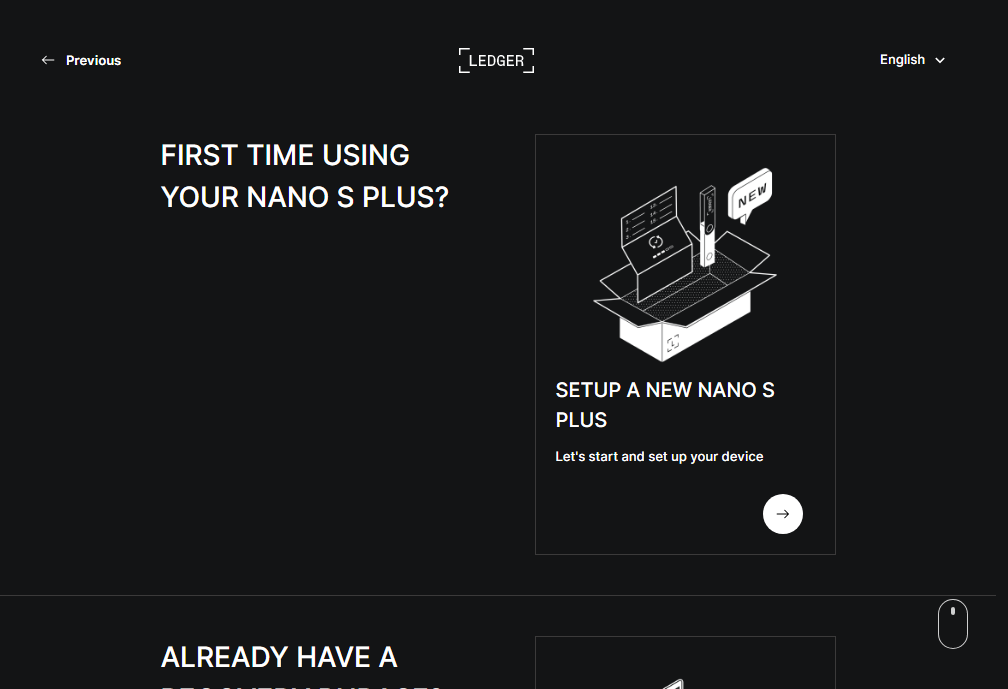 Previous
LEDGER
English
FIRST TIME USING
YOUR NANO S PLUS?
NEW
SETUP A NEW NANO S
PLUS
Let's start and set up your device
ALREADY HAVE A